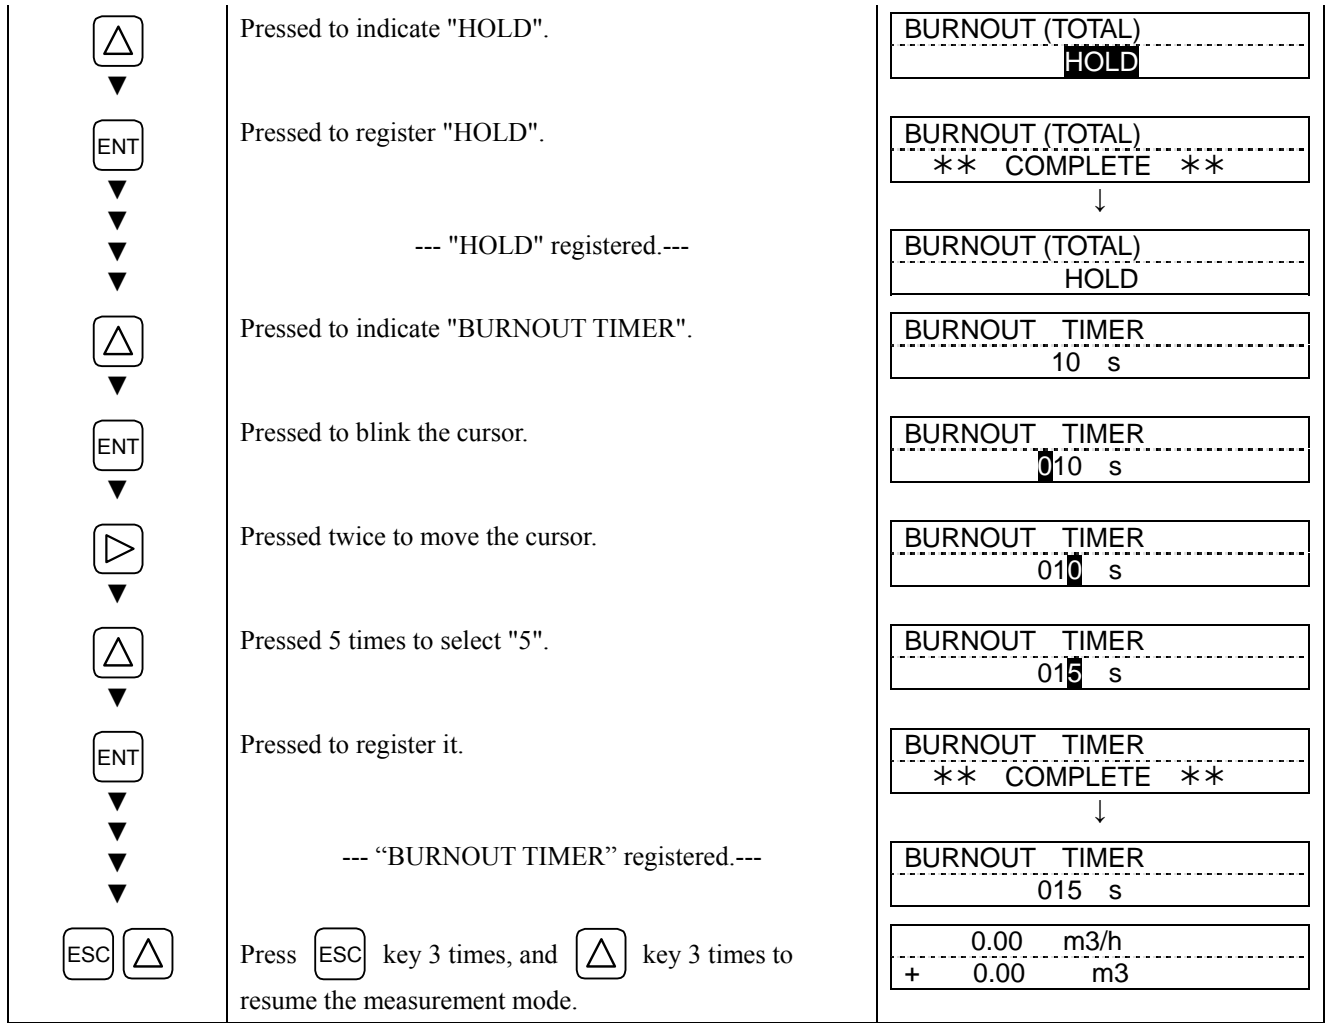 △ Pressed to indicate "HOLD". BURNOUT (TOTAL)
▼ HOLD
ENT Pressed to register "HOLD". BURNOUT (TOTAL)
▼ ** COMPLETE **
▼ ↓
▼ --- "HOLD" registered.--- BURNOUT (TOTAL)
▼ HOLD
△ Pressed to indicate "BURNOUT TIMER". BURNOUT TIMER
▼ 10 s
ENT Pressed to blink the cursor. BURNOUT TIMER
▼ 010 s
▷ Pressed twice to move the cursor. BURNOUT TIMER
▼ 010 s
△ Pressed 5 times to select "5". BURNOUT TIMER
▼ 015 s
ENT Pressed to register it. BURNOUT TIMER
▼ ** COMPLETE **
▼ ↓
▼ --- “BURNOUT TIMER” registered.--- BURNOUT TIMER
▼ 015 s
ESC △ Press ESC key 3 times, and △ key 3 times to 0.00 m3/h
resume the measurement mode. + 0.00 m3